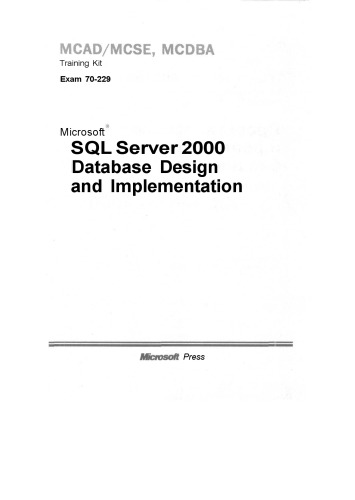 MCAD/MCSE, MCDBA
Training Kit
Exam 70-229
Microsoft®
SQL Server 2000
Database Design
and Implementation
Microsoft Press